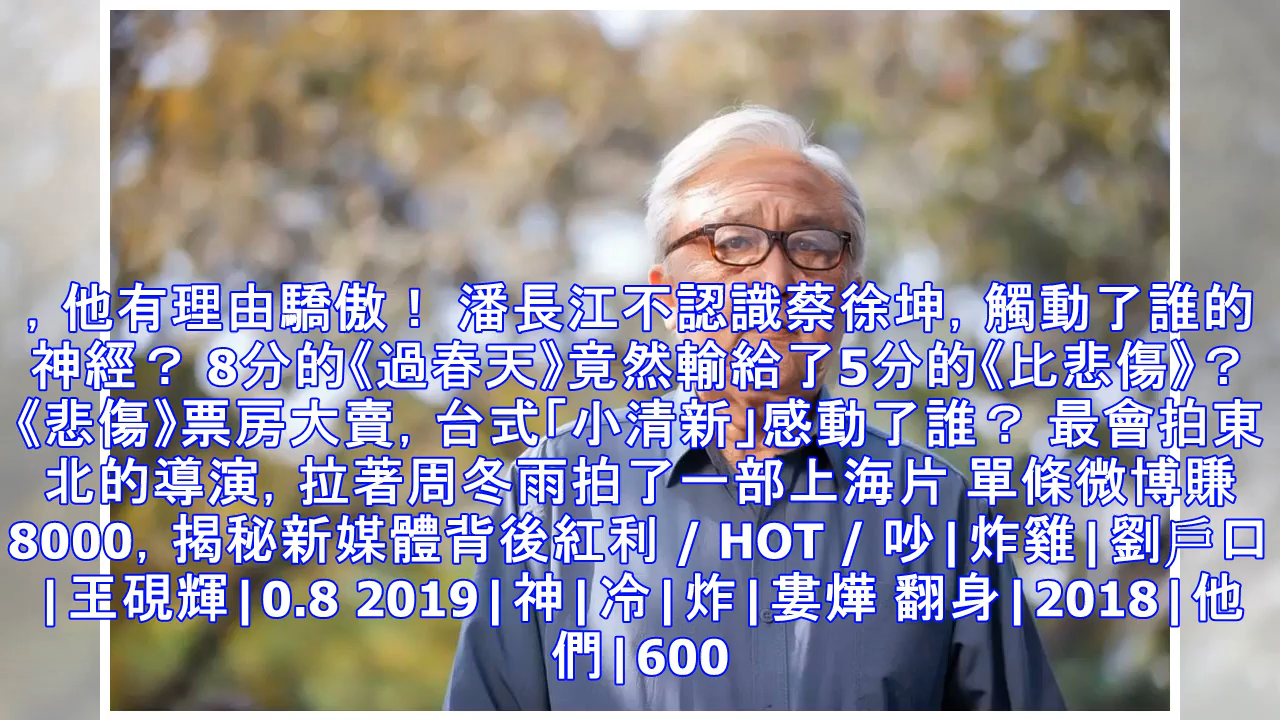 , 他有理由驕傲！ 潘長江不認識蔡徐坤, 觸動了誰的
神經？ 8分的《過春天》竟然輸給了5分的《比悲傷》？
《悲傷》票房大賣, 台式「小清新」感動了誰？ 最會拍東
北的導演, 拉著周冬雨拍了一部上海片 單條微博賺
8000, 揭秘新媒體背後紅利 / HOT / 吵|炸雞|劉戶口
|王硯輝|0.8 2019|神|冷|炸|婁燁 翻身|2018|他
們|600